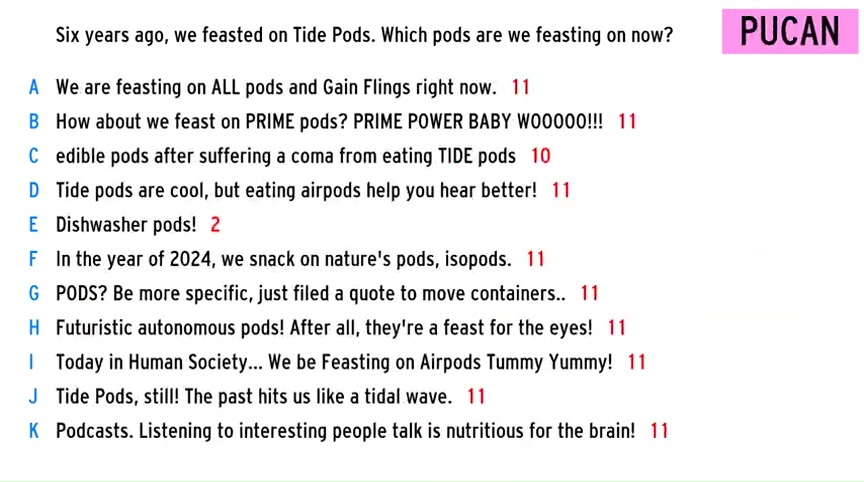 Six years ago, we feasted on Tide Pods. Which pods are we feasting on now?
PUCAN
A We are feasting on ALL pods and Gain Flings right now. 11
B How about we feast on PRIME pods? PRIME POWER BABY WOOOOO!!! 11
C edible pods after suffering a coma from eating TIDE pods 10
D Tide pods are cool, but eating airpods help you hear better! 11
E Dishwasher pods! 2
F In the year of 2024, we snack on nature's pods, isopods. 11
G PODS? Be more specific, just filed a quote to move containers.. 11
H Futuristic autonomous pods! After all, they're a feast for the eyes! 11
I Today in Human Society... We be Feasting on Airpods Tummy Yummy! 11
J Tide Pods, still! The past hits us like a tidal wave. 11
K Podcasts. Listening to interesting people talk is nutritious for the brain! 11